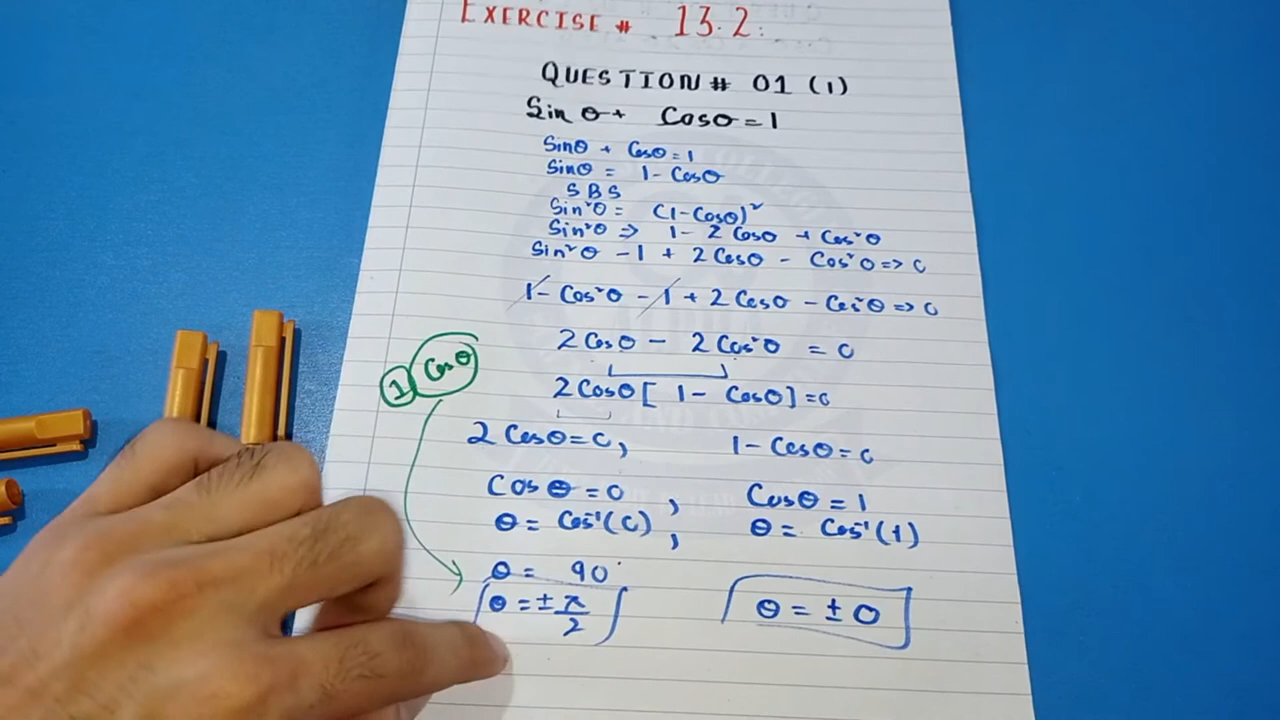 EXERCISE # 13.2:
QUESTION # 01 (1)
Sin θ + Cosθ = 1
Sinθ + Cosθ = 1
Sinθ = 1 - Cosθ
SBS
Sin²θ = (1 - Cosθ)²
Sin²θ => 1 - 2 Cosθ + Cos²θ
Sin²θ - 1 + 2 Cosθ - Cos²θ => 0
1 - Cos²θ - 1 + 2 Cosθ - Cos²θ => 0
2 Cosθ - 2 Cos²θ = 0
① Cosθ
2 Cosθ [ 1 - Cosθ ] = 0
2 Cosθ = 0, 1 - Cosθ = 0
Cos θ = 0 , Cosθ = 1
θ = Cos⁻¹(0), θ = Cos⁻¹(1)
θ = 90°
θ = ± π/2 θ = ± 0